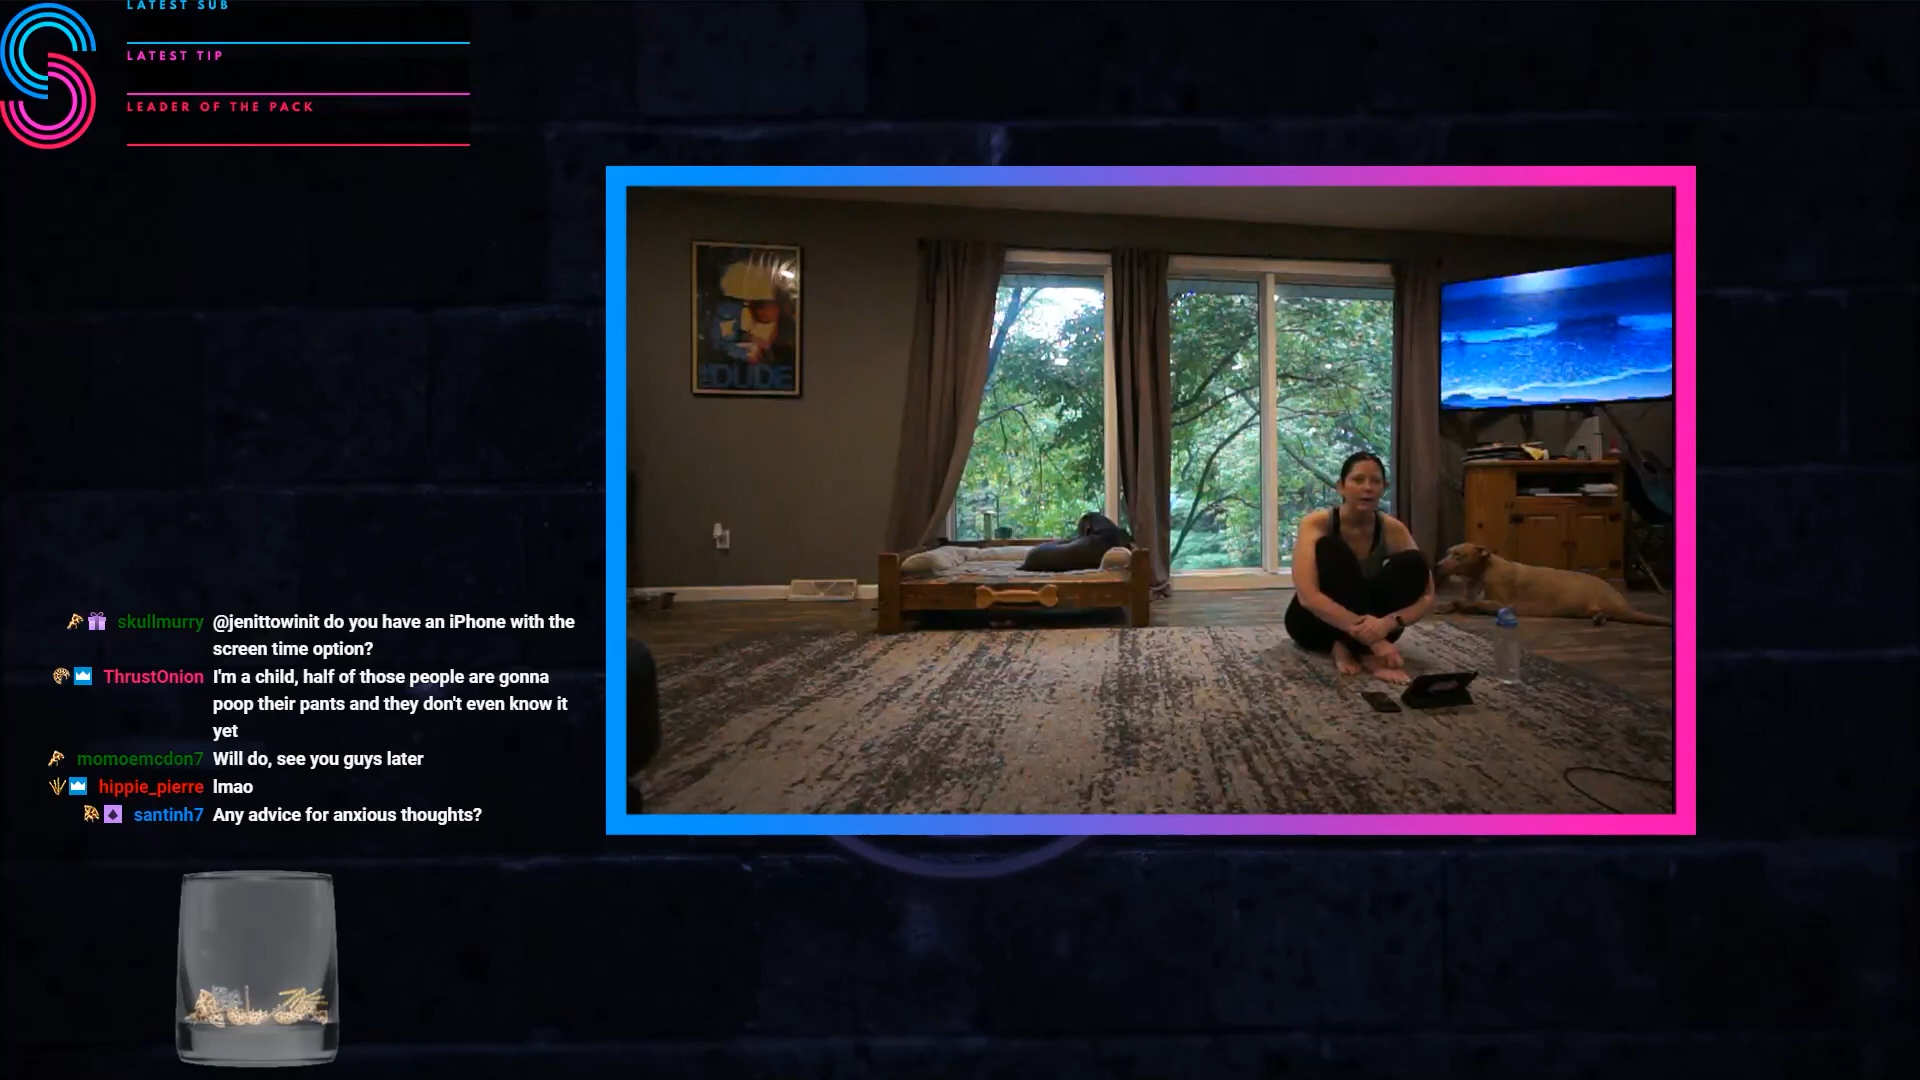 LATEST SUB
LATEST TIP
LEADER OF THE PACK
DUDE
skullmurry @jenittowinit do you have an iPhone with the
screen time option?
ThrustOnion I'm a child, half of those people are gonna
poop their pants and they don't even know it
yet
momoemcdon7 Will do, see you guys later
hippie_pierre lmao
santinh7 Any advice for anxious thoughts?